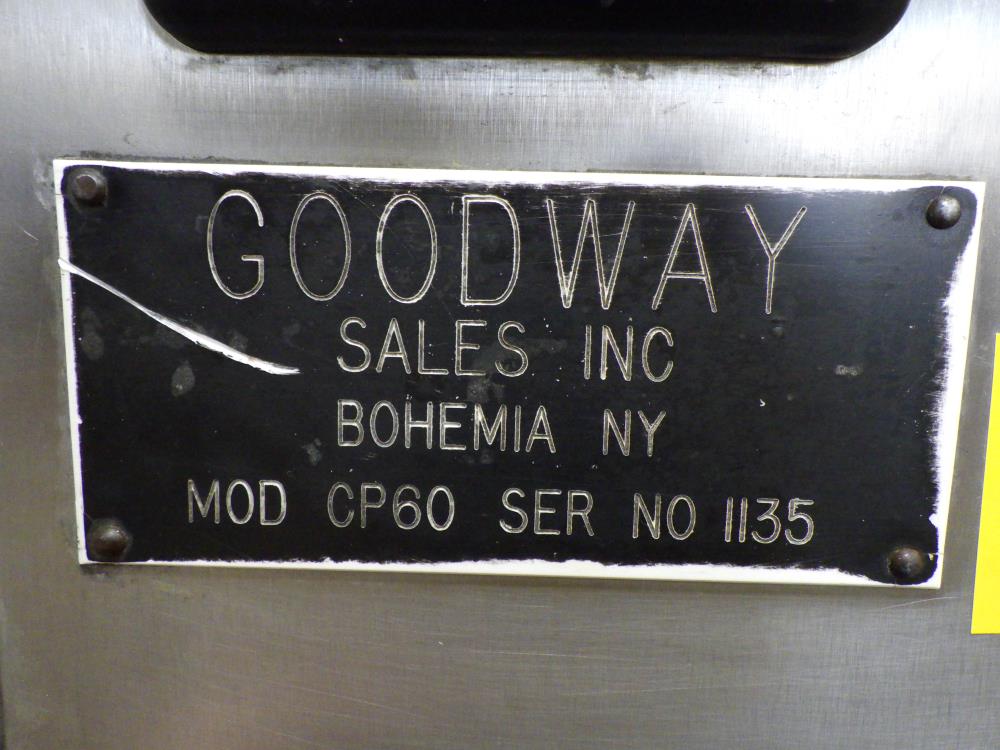 GOODWAY
SALES INC
BOHEMIA NY
MOD CP60 SER NO 1135